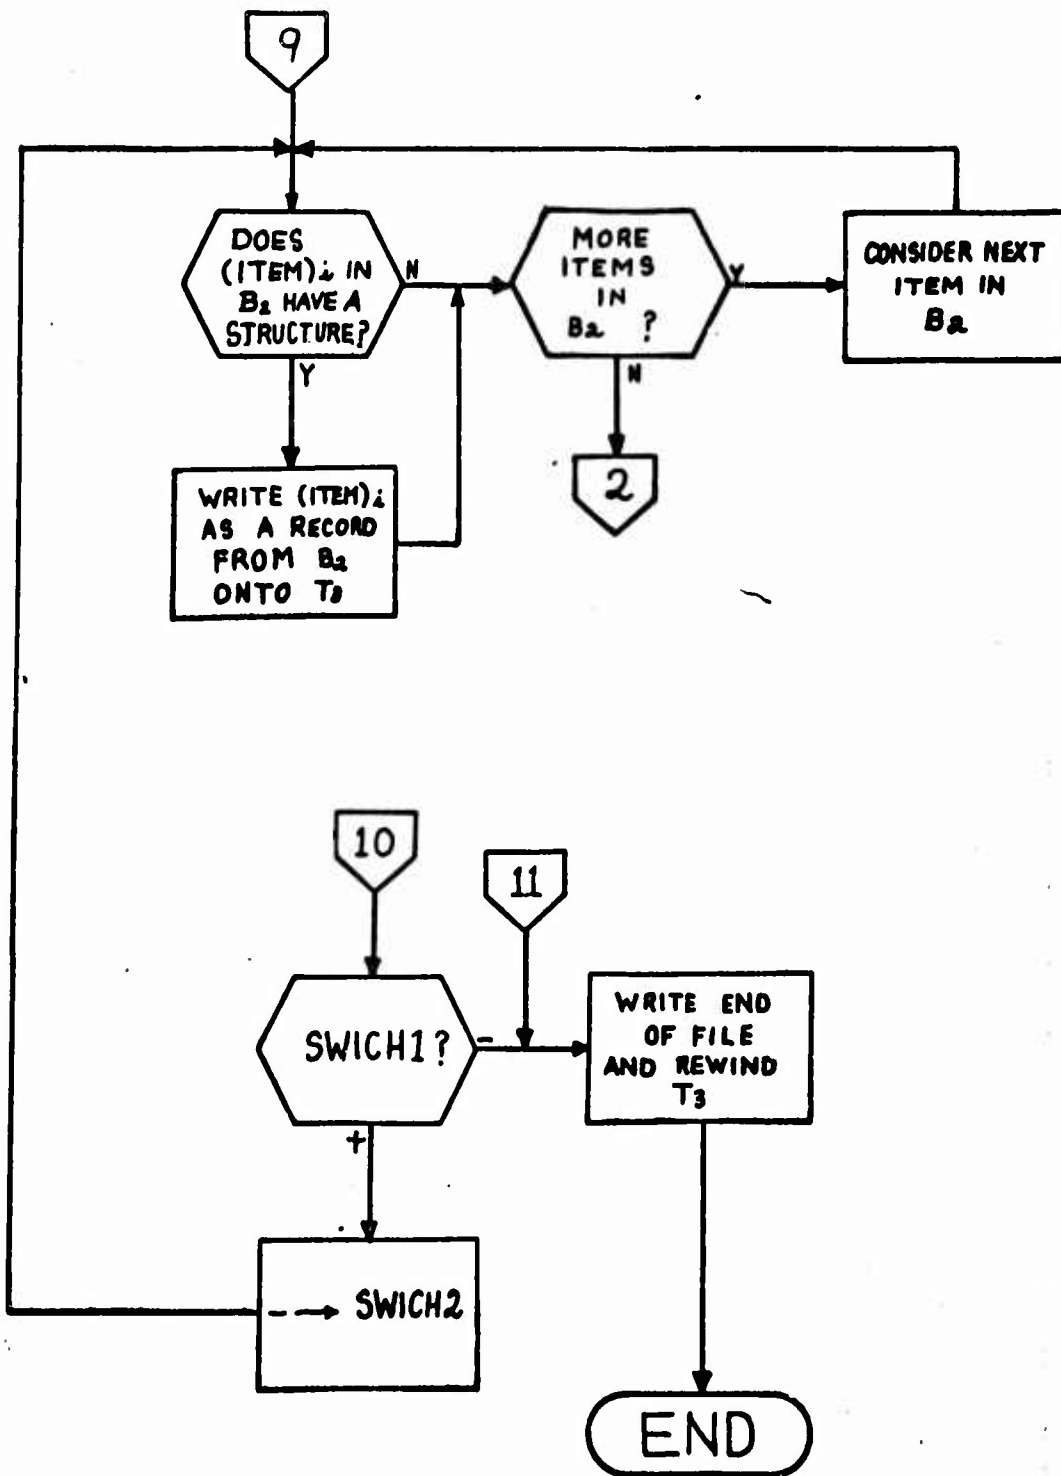 9
DOES
(ITEM)i IN
B2 HAVE A
STRUCTURE?
N
Y
MORE
ITEMS
IN
B2 ?
Y
N
CONSIDER NEXT
ITEM IN
B2
WRITE (ITEM)i
AS A RECORD
FROM B2
ONTO T3
2
10
11
SWICH1?
-
+
WRITE END
OF FILE
AND REWIND
T3
- → SWICH2
END